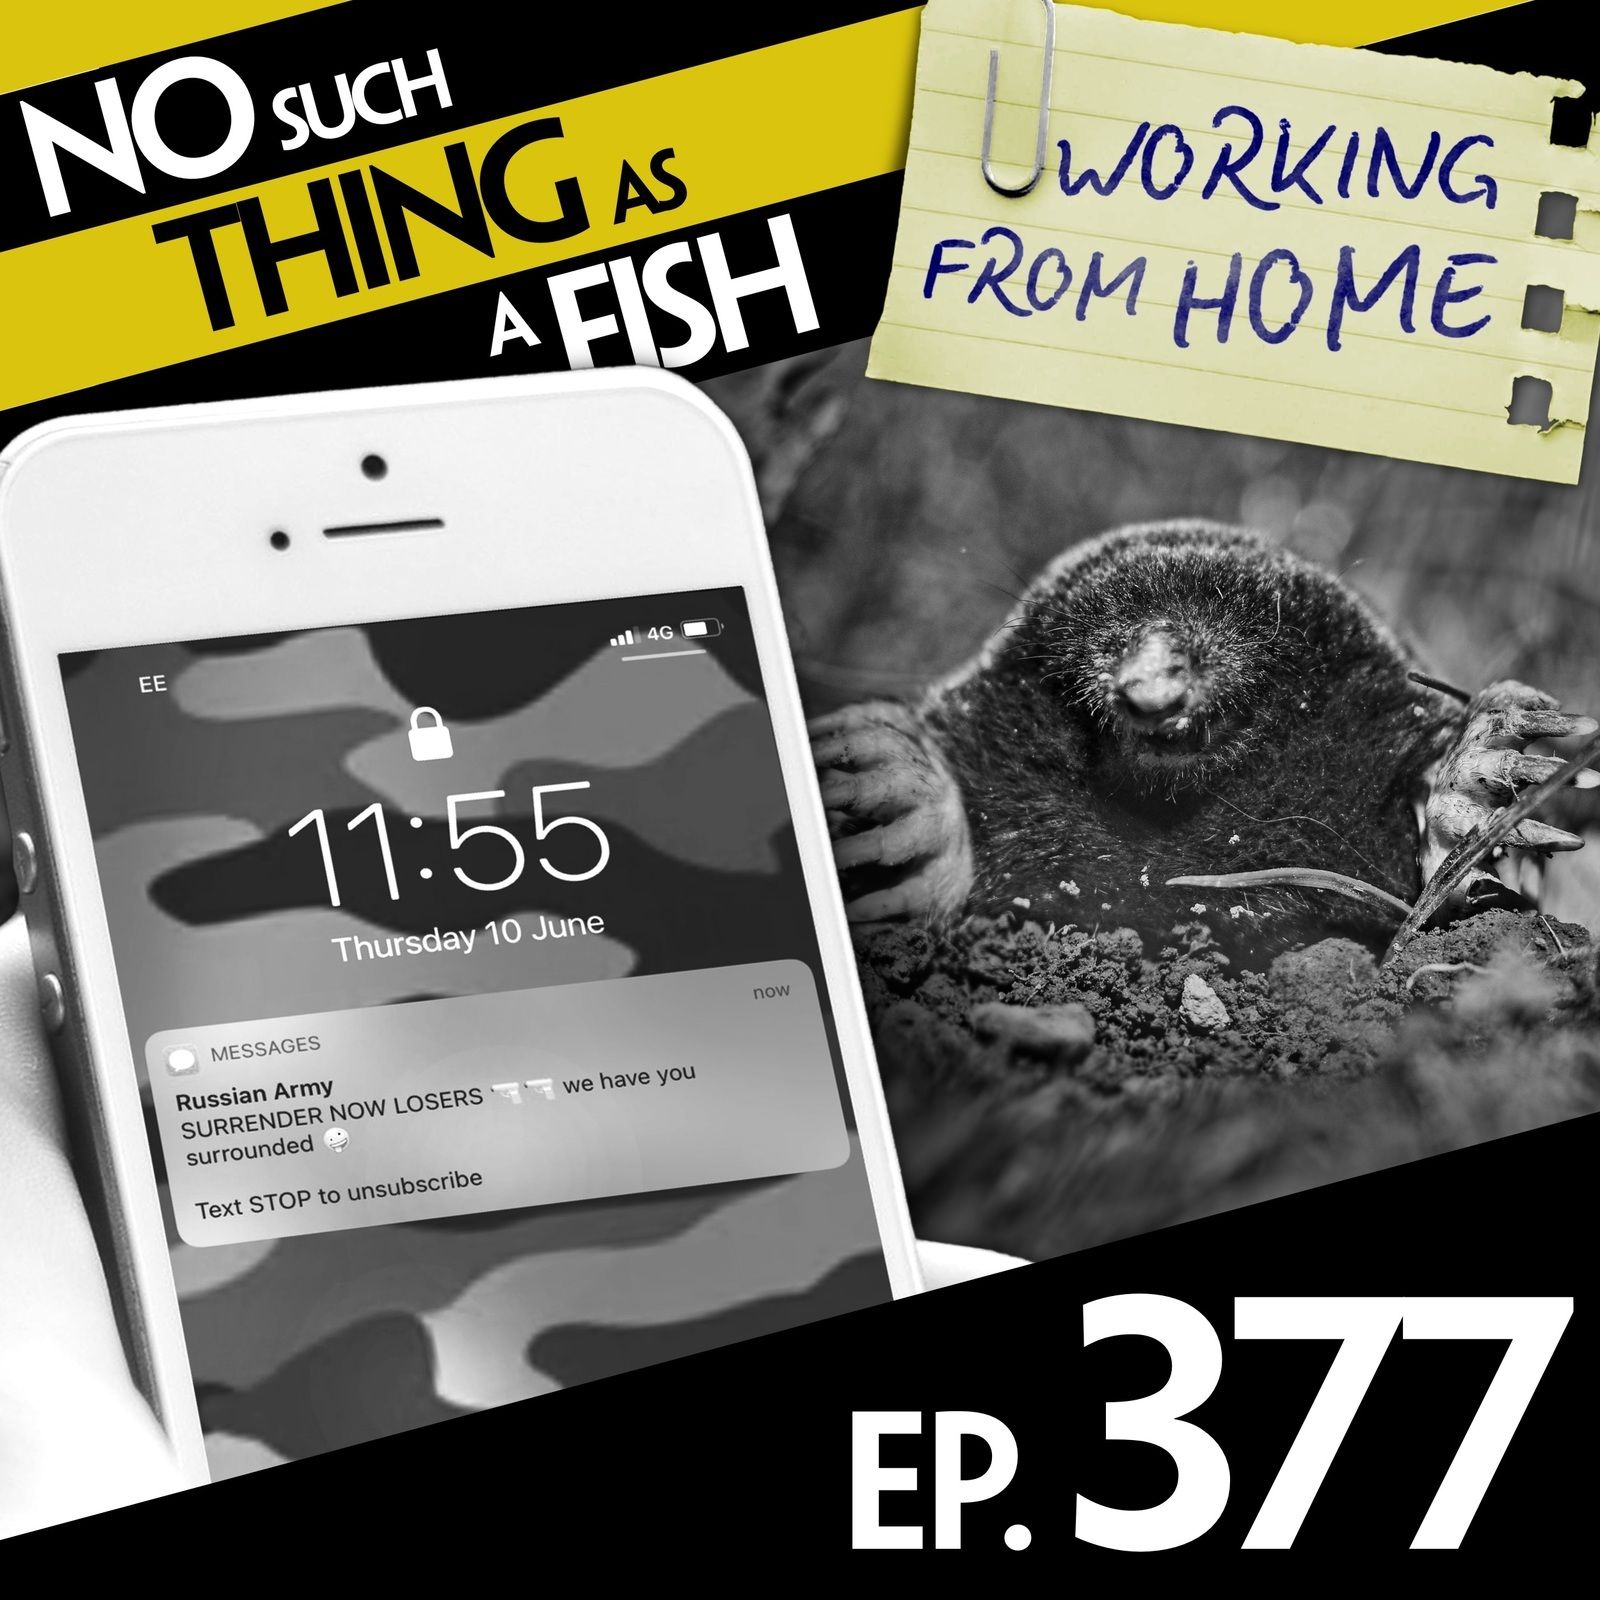 NO SUCH
THING AS
A FISH
WORKING
FROM HOME
EE
4G
11:55
Thursday 10 June
MESSAGES
now
Russian Army
SURRENDER NOW LOSERS 🔫🔫 we have you
surrounded 😜
Text STOP to unsubscribe
EP. 377